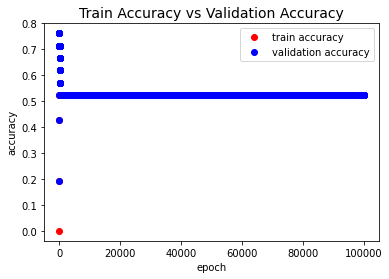 Train Accuracy vs Validation Accuracy
0.8
0.7
0.6
0.5
0.4
0.3
0.2
0.1
0.0
accuracy
train accuracy
validation accuracy
0 20000 40000 60000 80000 100000
epoch